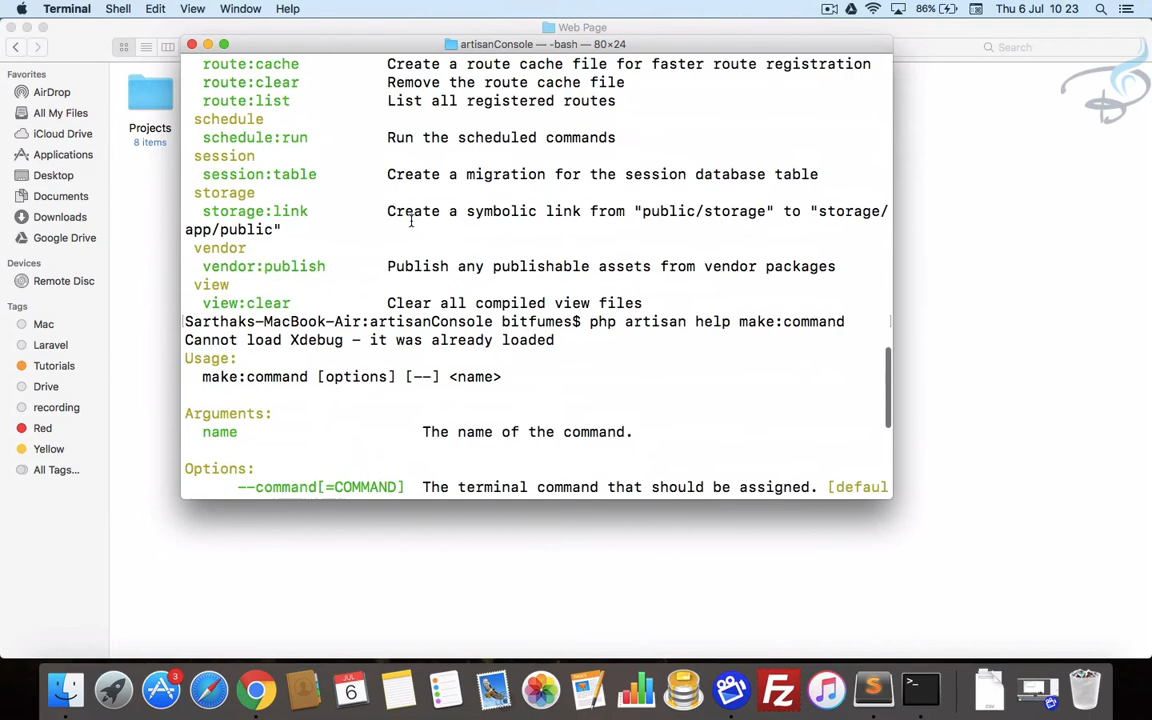 Terminal Shell Edit View Window Help 86% Thu 6 Jul 10 23
Web Page
artisanConsole — -bash — 80×24
Search
Favorites
AirDrop
All My Files
iCloud Drive
Applications
Desktop
Documents
Downloads
Google Drive
Devices
Remote Disc
Tags
Mac
Laravel
Tutorials
Drive
recording
Red
Yellow
All Tags...
Projects
8 items
route:cache Create a route cache file for faster route registration
route:clear Remove the route cache file
route:list List all registered routes
schedule
schedule:run Run the scheduled commands
session
session:table Create a migration for the session database table
storage
storage:link Create a symbolic link from "public/storage" to "storage/
app/public"
vendor
vendor:publish Publish any publishable assets from vendor packages
view
view:clear Clear all compiled view files
Sarthaks-MacBook-Air:artisanConsole bitfumes$ php artisan help make:command
Cannot load Xdebug - it was already loaded
Usage:
make:command [options] [--] <name>
Arguments:
name The name of the command.
Options:
--command[=COMMAND] The terminal command that should be assigned. [defaul
3
JUL
6